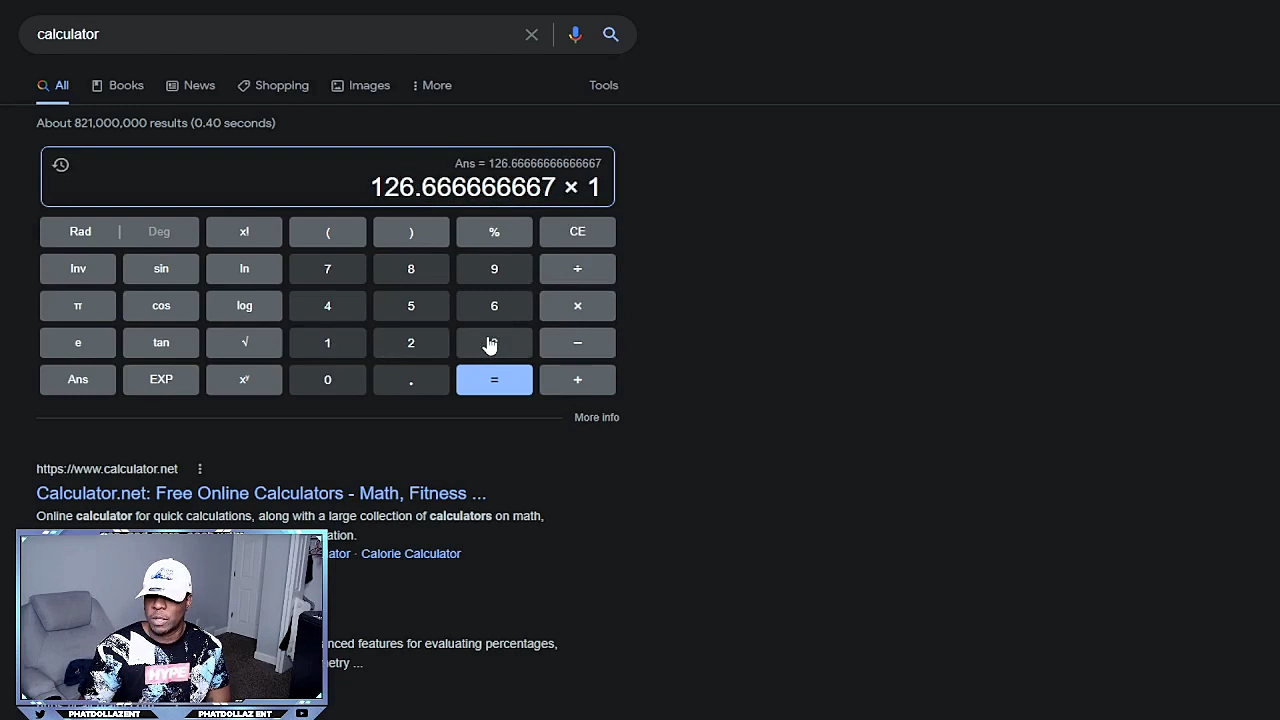 calculator
All
Books
News
Shopping
Images
More
Tools
About 821,000,000 results (0.40 seconds)
Ans = 126.66666666666667
126.666666667 × 1
Rad | Deg x! ( ) % CE
Inv sin ln 7 8 9 ÷
π cos log 4 5 6 ×
e tan √ 1 2 −
Ans EXP xʸ 0 . = +
More info
https://www.calculator.net
Calculator.net: Free Online Calculators - Math, Fitness ...
Online calculator for quick calculations, along with a large collection of calculators on math,
ation.
ator · Calorie Calculator
nced features for evaluating percentages,
netry ...
HYPE
PHATDOLLAZENT
PHATDOLLAZ ENT